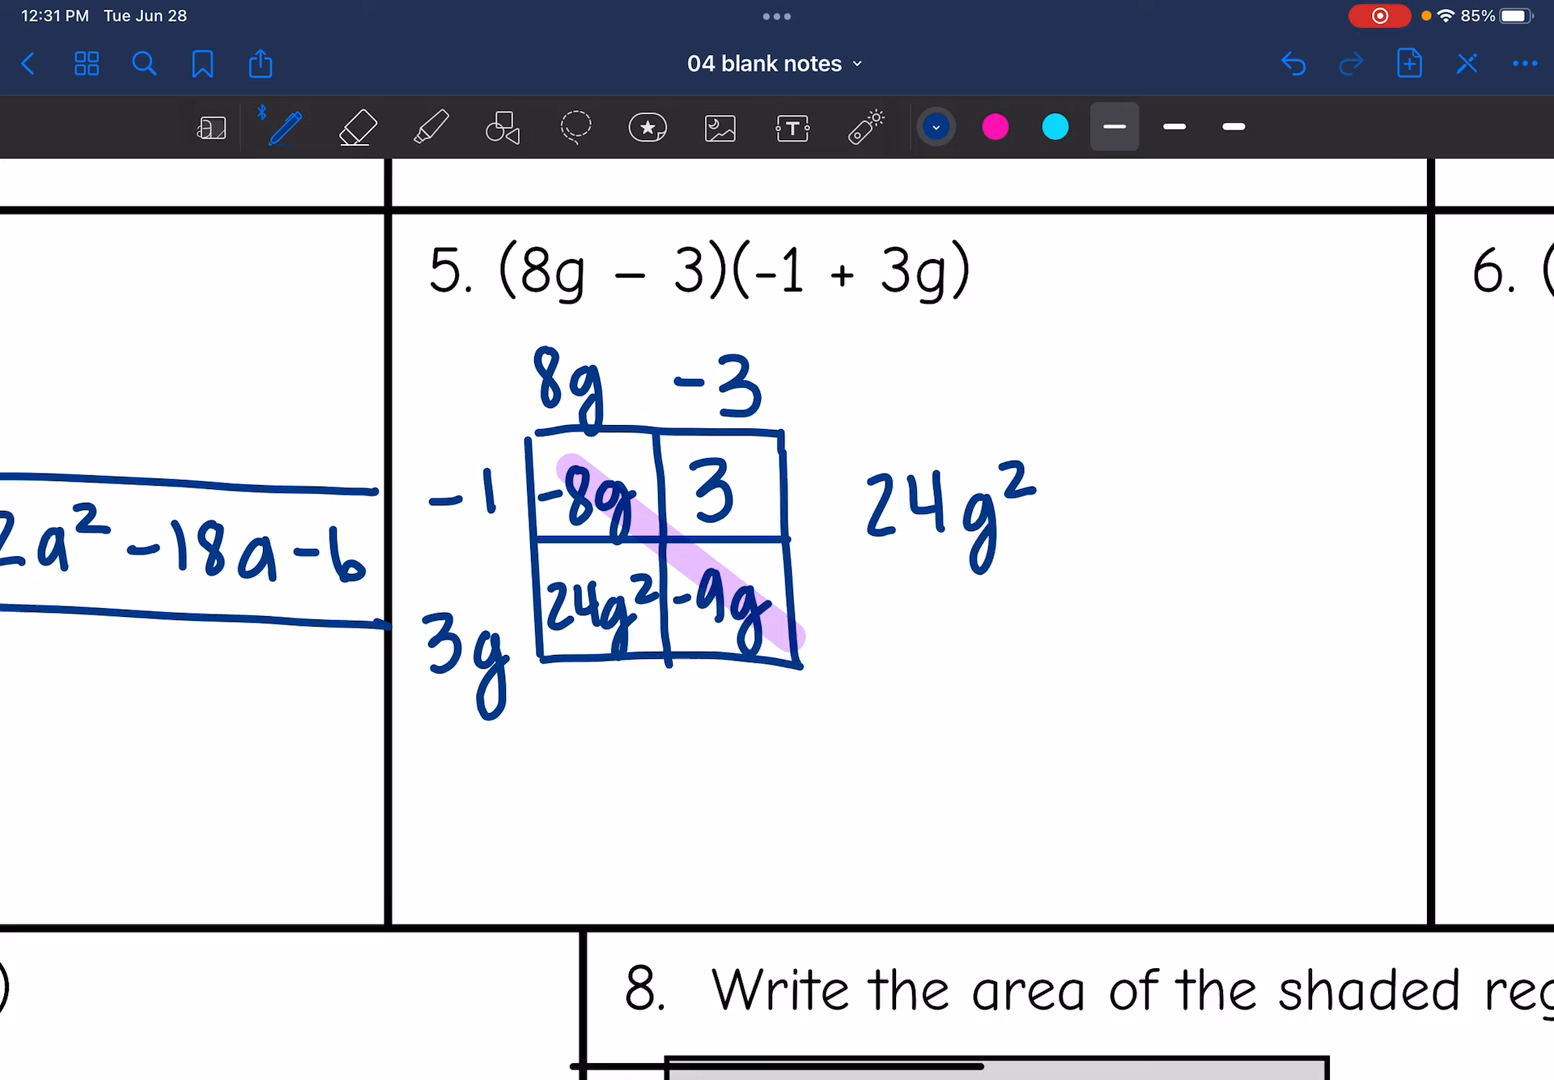 12:31 PM Tue Jun 28
85%
04 blank notes
T
5. (8g – 3)(-1 + 3g)
6. (
8g -3
-1 -8g 3
24g²
2a² -18a -6
3g 24g² -9g
)
8. Write the area of the shaded reg